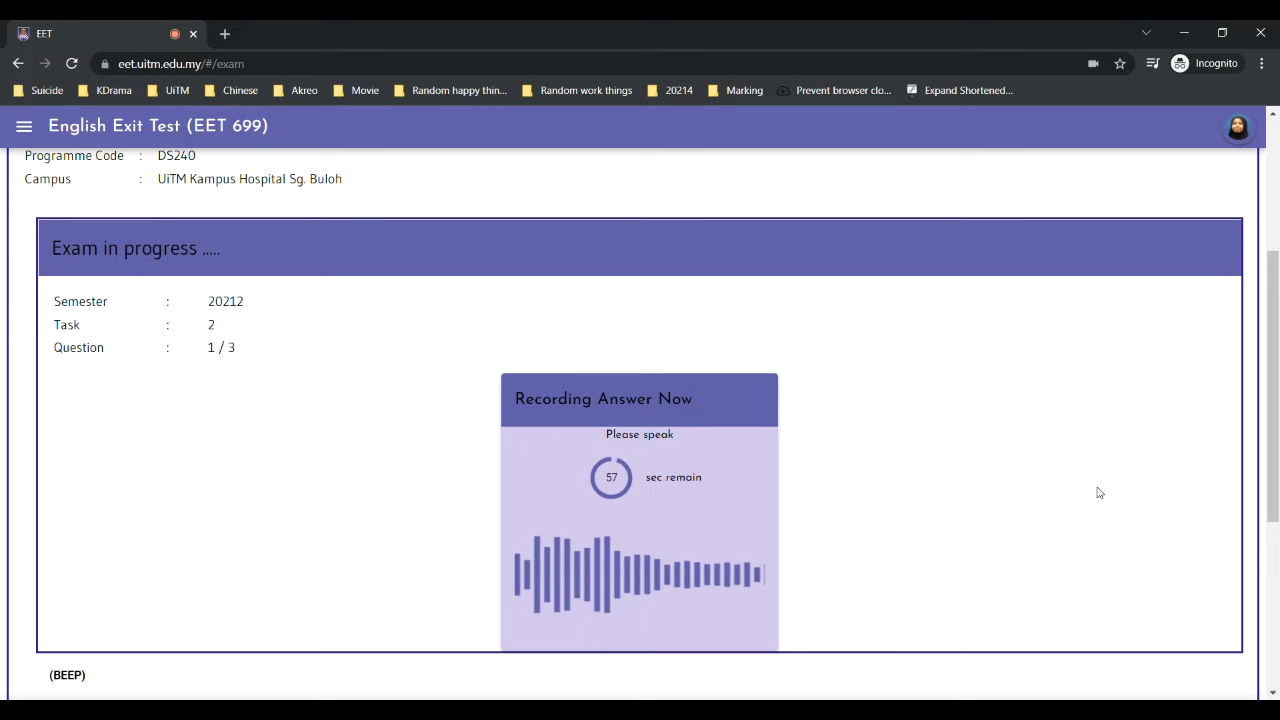 EET
eet.uitm.edu.my/#/exam
Incognito
Suicide KDrama UiTM Chinese Akreo Movie Random happy thin... Random work things 20214 Marking Prevent browser clo... Expand Shortened...
English Exit Test (EET 699)
Programme Code : DS240
Campus : UiTM Kampus Hospital Sg. Buloh
Exam in progress .....
Semester : 20212
Task : 2
Question : 1 / 3
Recording Answer Now
Please speak
57 sec remain
(BEEP)